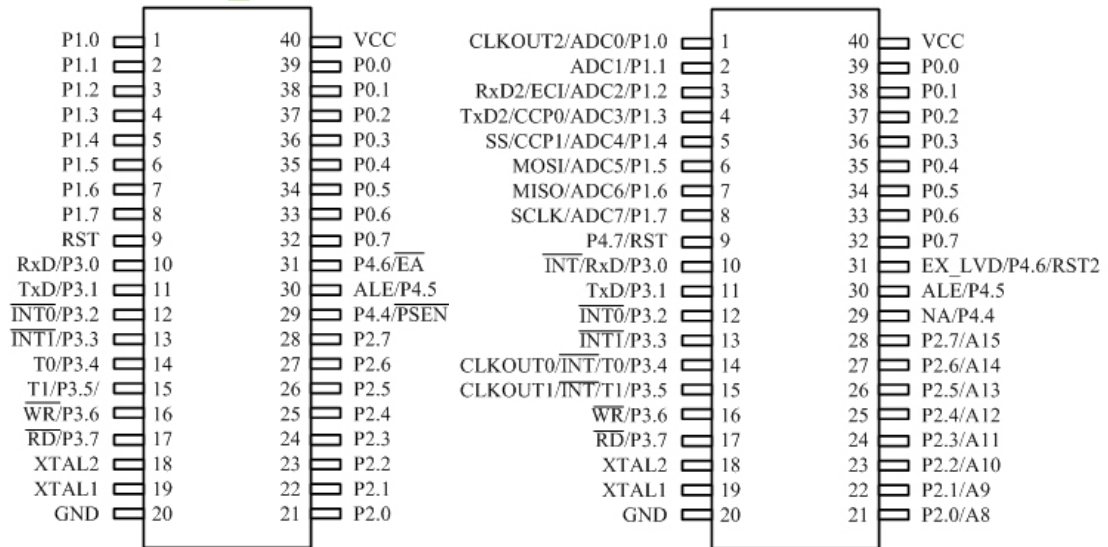 P1.0 1 40 VCC
P1.1 2 39 P0.0
P1.2 3 38 P0.1
P1.3 4 37 P0.2
P1.4 5 36 P0.3
P1.5 6 35 P0.4
P1.6 7 34 P0.5
P1.7 8 33 P0.6
RST 9 32 P0.7
RxD/P3.0 10 31 P4.6/E̅A̅
TxD/P3.1 11 30 ALE/P4.5
I̅N̅T̅0̅/P3.2 12 29 P4.4/P̅S̅E̅N̅
I̅N̅T̅1̅/P3.3 13 28 P2.7
T0/P3.4 14 27 P2.6
T1/P3.5/ 15 26 P2.5
W̅R̅/P3.6 16 25 P2.4
R̅D̅/P3.7 17 24 P2.3
XTAL2 18 23 P2.2
XTAL1 19 22 P2.1
GND 20 21 P2.0
CLKOUT2/ADC0/P1.0 1 40 VCC
ADC1/P1.1 2 39 P0.0
RxD2/ECI/ADC2/P1.2 3 38 P0.1
TxD2/CCP0/ADC3/P1.3 4 37 P0.2
SS/CCP1/ADC4/P1.4 5 36 P0.3
MOSI/ADC5/P1.5 6 35 P0.4
MISO/ADC6/P1.6 7 34 P0.5
SCLK/ADC7/P1.7 8 33 P0.6
P4.7/RST 9 32 P0.7
I̅N̅T̅/RxD/P3.0 10 31 EX_LVD/P4.6/RST2
TxD/P3.1 11 30 ALE/P4.5
I̅N̅T̅0̅/P3.2 12 29 NA/P4.4
I̅N̅T̅1̅/P3.3 13 28 P2.7/A15
CLKOUT0/I̅N̅T̅/T0/P3.4 14 27 P2.6/A14
CLKOUT1/I̅N̅T̅/T1/P3.5 15 26 P2.5/A13
W̅R̅/P3.6 16 25 P2.4/A12
R̅D̅/P3.7 17 24 P2.3/A11
XTAL2 18 23 P2.2/A10
XTAL1 19 22 P2.1/A9
GND 20 21 P2.0/A8